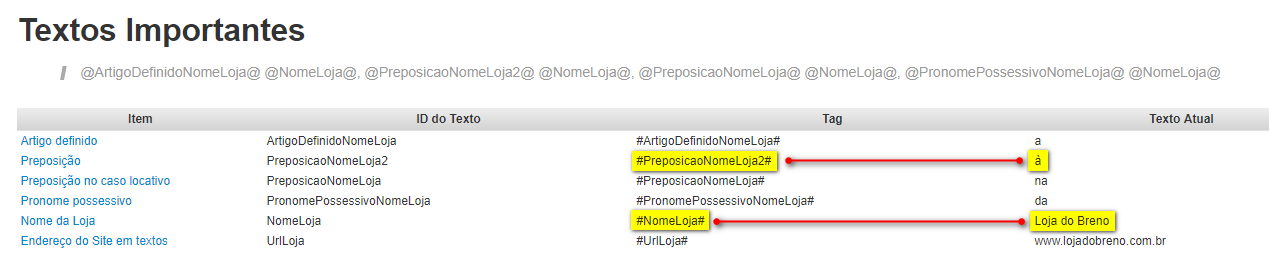 Textos Importantes
@ArtigoDefinidoNomeLoja@ @NomeLoja@, @PreposicaoNomeLoja2@ @NomeLoja@, @PreposicaoNomeLoja@ @NomeLoja@, @PronomePossessivoNomeLoja@ @NomeLoja@
Item ID do Texto Tag Texto Atual
Artigo definido ArtigoDefinidoNomeLoja #ArtigoDefinidoNomeLoja# a
Preposição PreposicaoNomeLoja2 #PreposicaoNomeLoja2# à
Preposição no caso locativo PreposicaoNomeLoja #PreposicaoNomeLoja# na
Pronome possessivo PronomePossessivoNomeLoja #PronomePossessivoNomeLoja# da
Nome da Loja NomeLoja #NomeLoja# Loja do Breno
Endereço do Site em textos UrlLoja #UrlLoja# www.lojadobreno.com.br